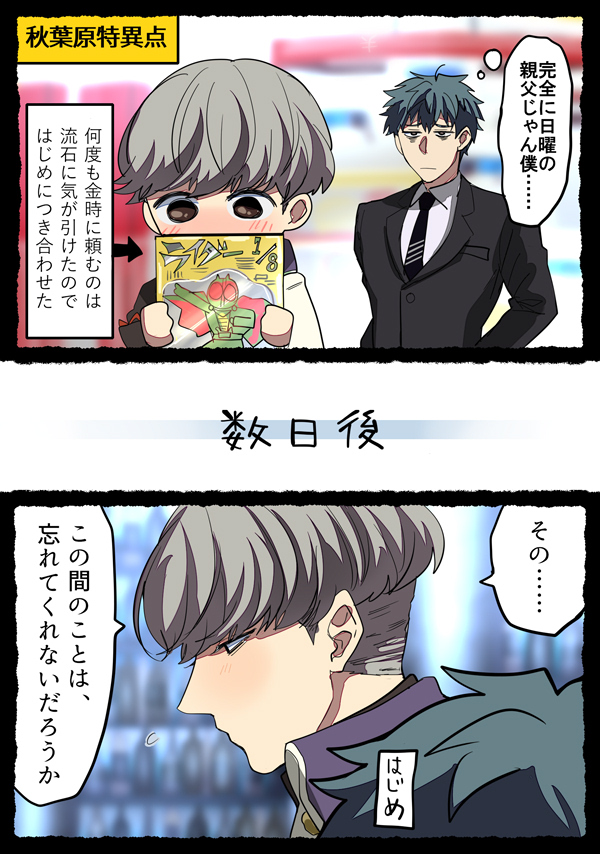 秋葉原特異点
完全に日曜の
親父じゃん僕……
何度も金時に頼むのは
流石に気が引けたので
はじめにつき合わせた
ライダー
1/8
数日後
その……
この間のことは、
忘れてくれないだろうか
はじめ